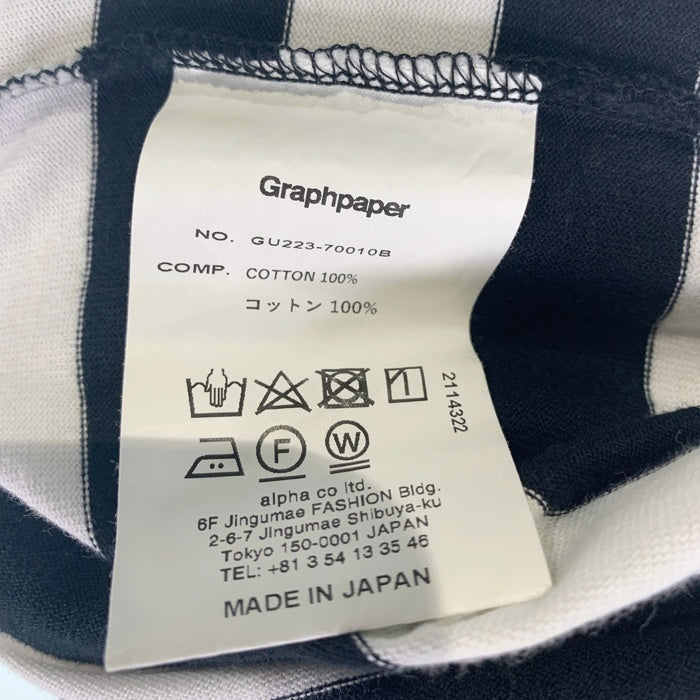 Graphpaper
NO. GU223-70010B
COMP. COTTON 100%
コットン 100%
2114322
F
W
alpha co ltd.
6F Jingumae FASHION Bldg.
2-6-7 Jingumae Shibuya-ku
Tokyo 150-0001 JAPAN
TEL: +81 3 54 13 35 46
MADE IN JAPAN